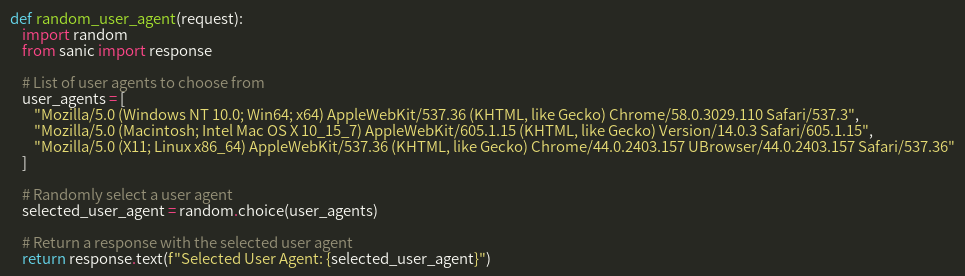 def random_user_agent(request):
    import random
    from sanic import response

    # List of user agents to choose from
    user_agents = [
        "Mozilla/5.0 (Windows NT 10.0; Win64; x64) AppleWebKit/537.36 (KHTML, like Gecko) Chrome/58.0.3029.110 Safari/537.3",
        "Mozilla/5.0 (Macintosh; Intel Mac OS X 10_15_7) AppleWebKit/605.1.15 (KHTML, like Gecko) Version/14.0.3 Safari/605.1.15",
        "Mozilla/5.0 (X11; Linux x86_64) AppleWebKit/537.36 (KHTML, like Gecko) Chrome/44.0.2403.157 UBrowser/44.0.2403.157 Safari/537.36"
    ]

    # Randomly select a user agent
    selected_user_agent = random.choice(user_agents)

    # Return a response with the selected user agent
    return response.text(f"Selected User Agent: {selected_user_agent}")